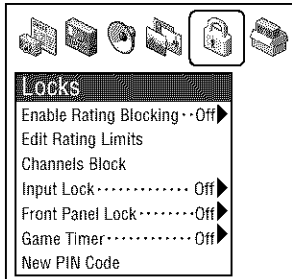 Locks
Enable Rating Blocking ·· Off
Edit Rating Limits
Channels Block
Input Lock ············ Off
Front Panel Lock ········ Off
Game Timer ············ Off
New PIN Code